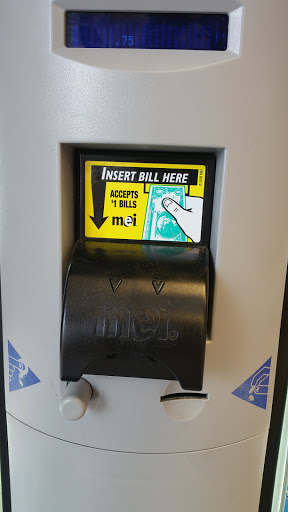 .75
INSERT BILL HERE
ACCEPTS
$1 BILLS
mei
mei®